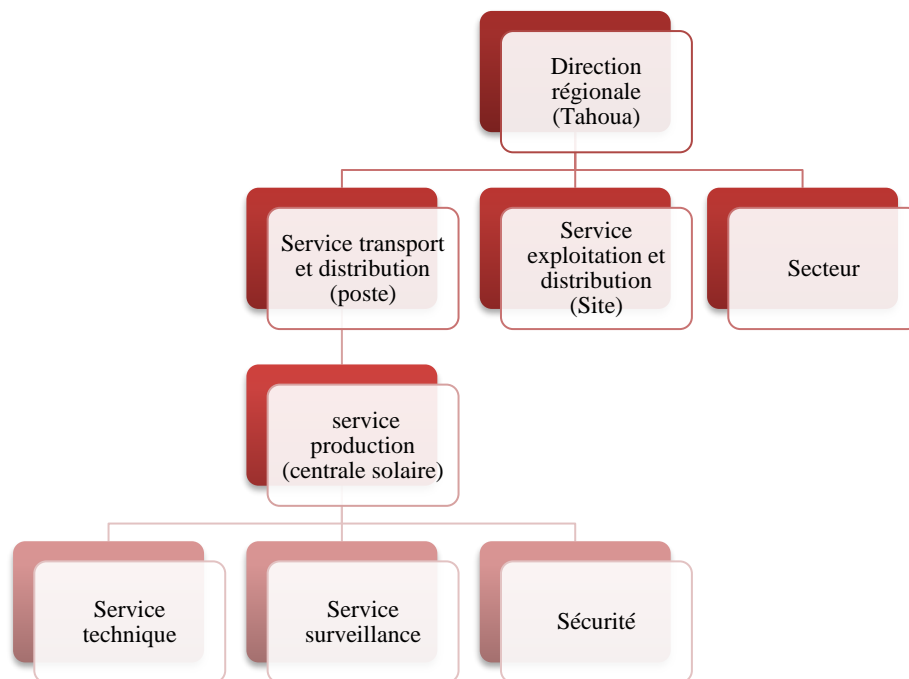 Direction
régionale
(Tahoua)
Service transport
et distribution
(poste)
Service
exploitation et
distribution
(Site)
Secteur
service
production
(centrale solaire)
Service
technique
Service
surveillance
Sécurité